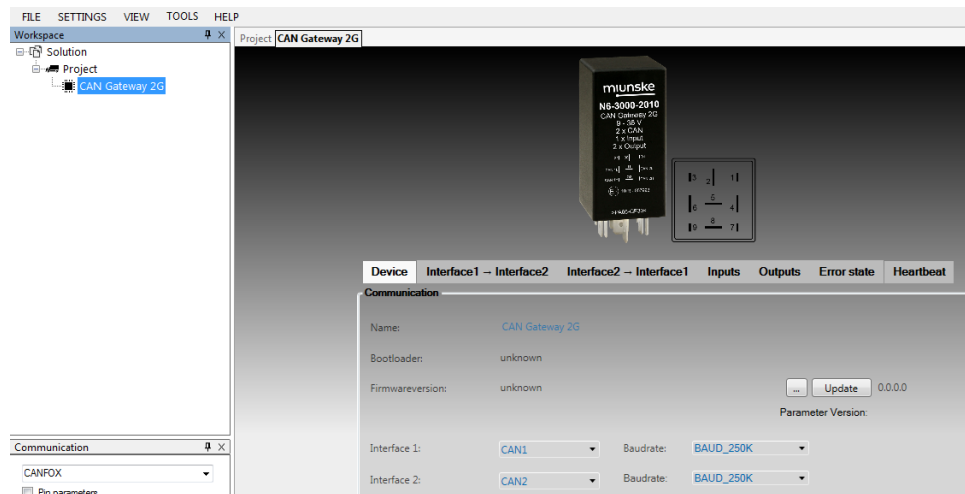 FILE SETTINGS VIEW TOOLS HELP
Workspace
Project CAN Gateway 2G
Solution
Project
CAN Gateway 2G
miunske
N6-3000-2010
CAN Gateway 2G
9 - 36 V
2 x CAN
1 x Input
2 x Output
3 2 1
6 5 4
9 8 7
Device Interface1 → Interface2 Interface2 → Interface1 Inputs Outputs Error state Heartbeat
Communication
Name: CAN Gateway 2G
Bootloader: unknown
Firmwareversion: unknown ... Update 0.0.0.0
Parameter Version:
Interface 1: CAN1 Baudrate: BAUD_250K
Interface 2: CAN2 Baudrate: BAUD_250K
Communication
CANFOX
Pin parameters